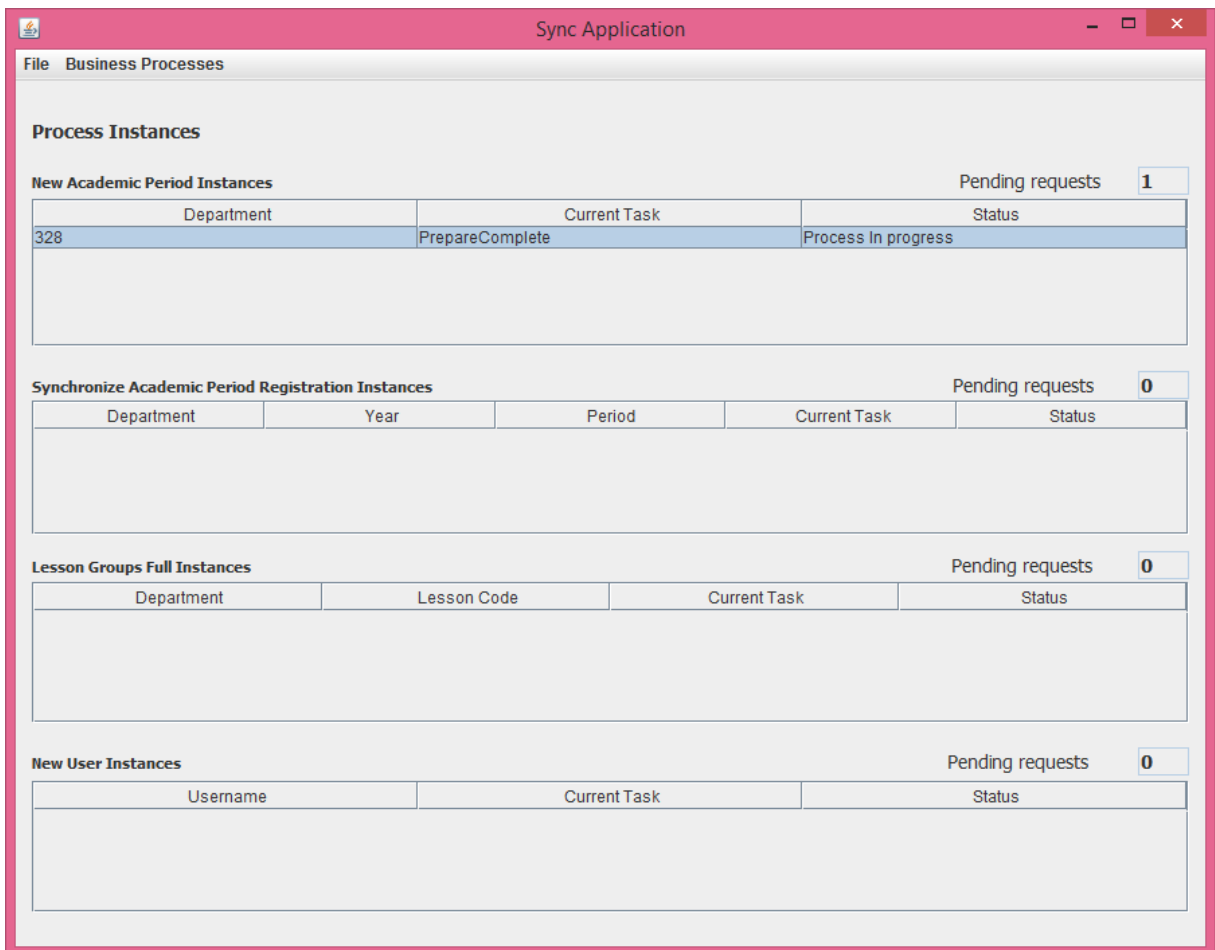 Sync Application
File Business Processes
Process Instances
New Academic Period Instances Pending requests 1
Department Current Task Status
328 PrepareComplete Process In progress
Synchronize Academic Period Registration Instances Pending requests 0
Department Year Period Current Task Status
Lesson Groups Full Instances Pending requests 0
Department Lesson Code Current Task Status
New User Instances Pending requests 0
Username Current Task Status